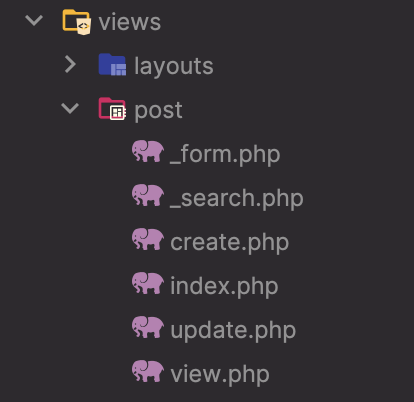 views
layouts
post
_form.php
_search.php
create.php
index.php
update.php
view.php